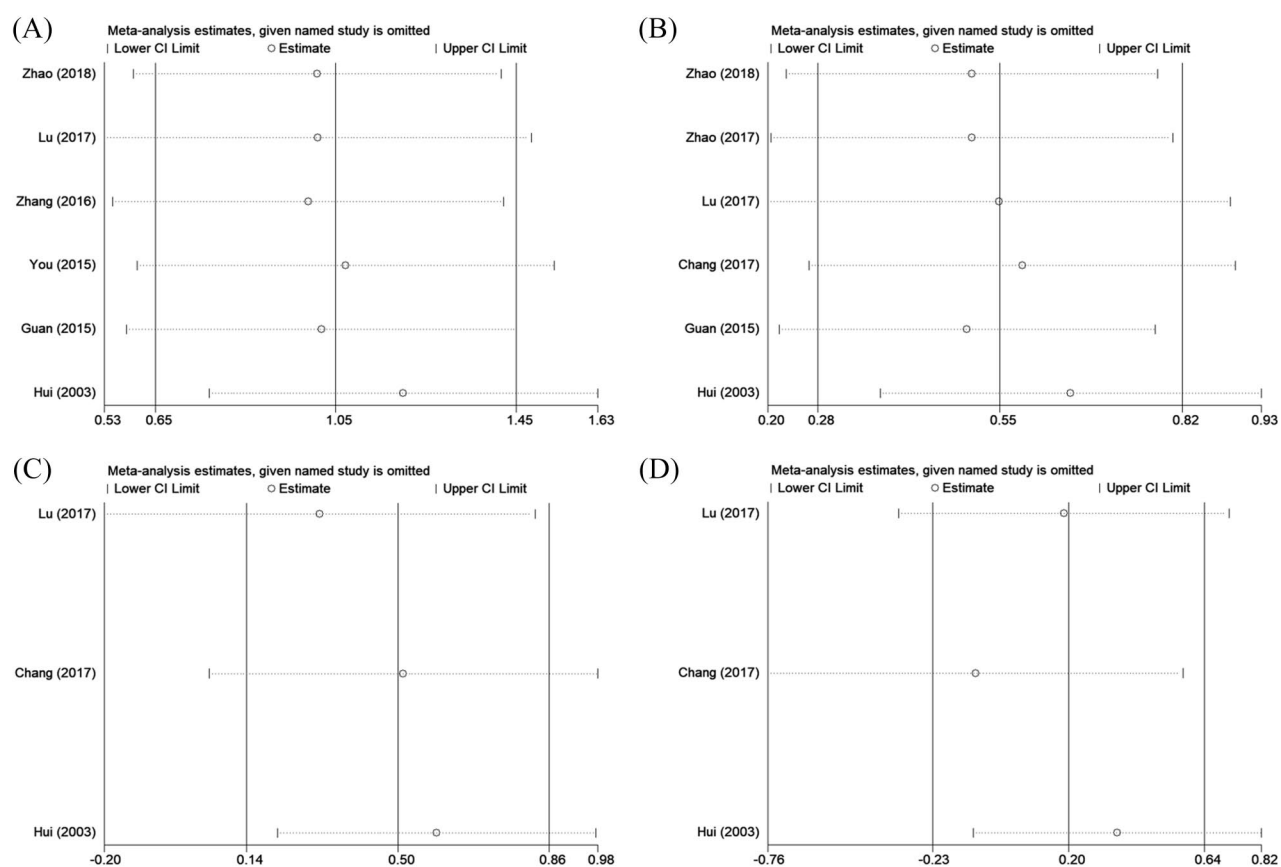 (A)
Meta-analysis estimates, given named study is omitted
Lower CI Limit Estimate Upper CI Limit
Zhao (2018)
Lu (2017)
Zhang (2016)
You (2015)
Guan (2015)
Hui (2003)
0.53 0.65 1.05 1.45 1.63
(B)
Meta-analysis estimates, given named study is omitted
Lower CI Limit Estimate Upper CI Limit
Zhao (2018)
Zhao (2017)
Lu (2017)
Chang (2017)
Guan (2015)
Hui (2003)
0.20 0.28 0.55 0.82 0.93
(C)
Meta-analysis estimates, given named study is omitted
Lower CI Limit Estimate Upper CI Limit
Lu (2017)
Chang (2017)
Hui (2003)
-0.20 0.14 0.50 0.86 0.98
(D)
Meta-analysis estimates, given named study is omitted
Lower CI Limit Estimate Upper CI Limit
Lu (2017)
Chang (2017)
Hui (2003)
-0.76 -0.23 0.20 0.64 0.82